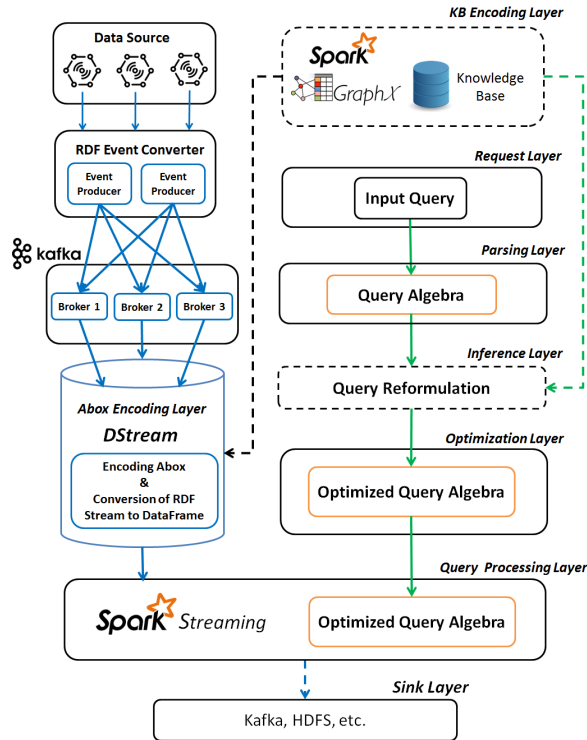 Data Source
RDF Event Converter
Event
Producer
Event
Producer
kafka
Broker 1
Broker 2
Broker 3
Abox Encoding Layer
DStream
Encoding Abox
&
Conversion of RDF
Stream to DataFrame
KB Encoding Layer
Spark
GraphX
Knowledge
Base
Request Layer
Input Query
Parsing Layer
Query Algebra
Inference Layer
Query Reformulation
Optimization Layer
Optimized Query Algebra
Query Processing Layer
Spark Streaming
Optimized Query Algebra
Sink Layer
Kafka, HDFS, etc.